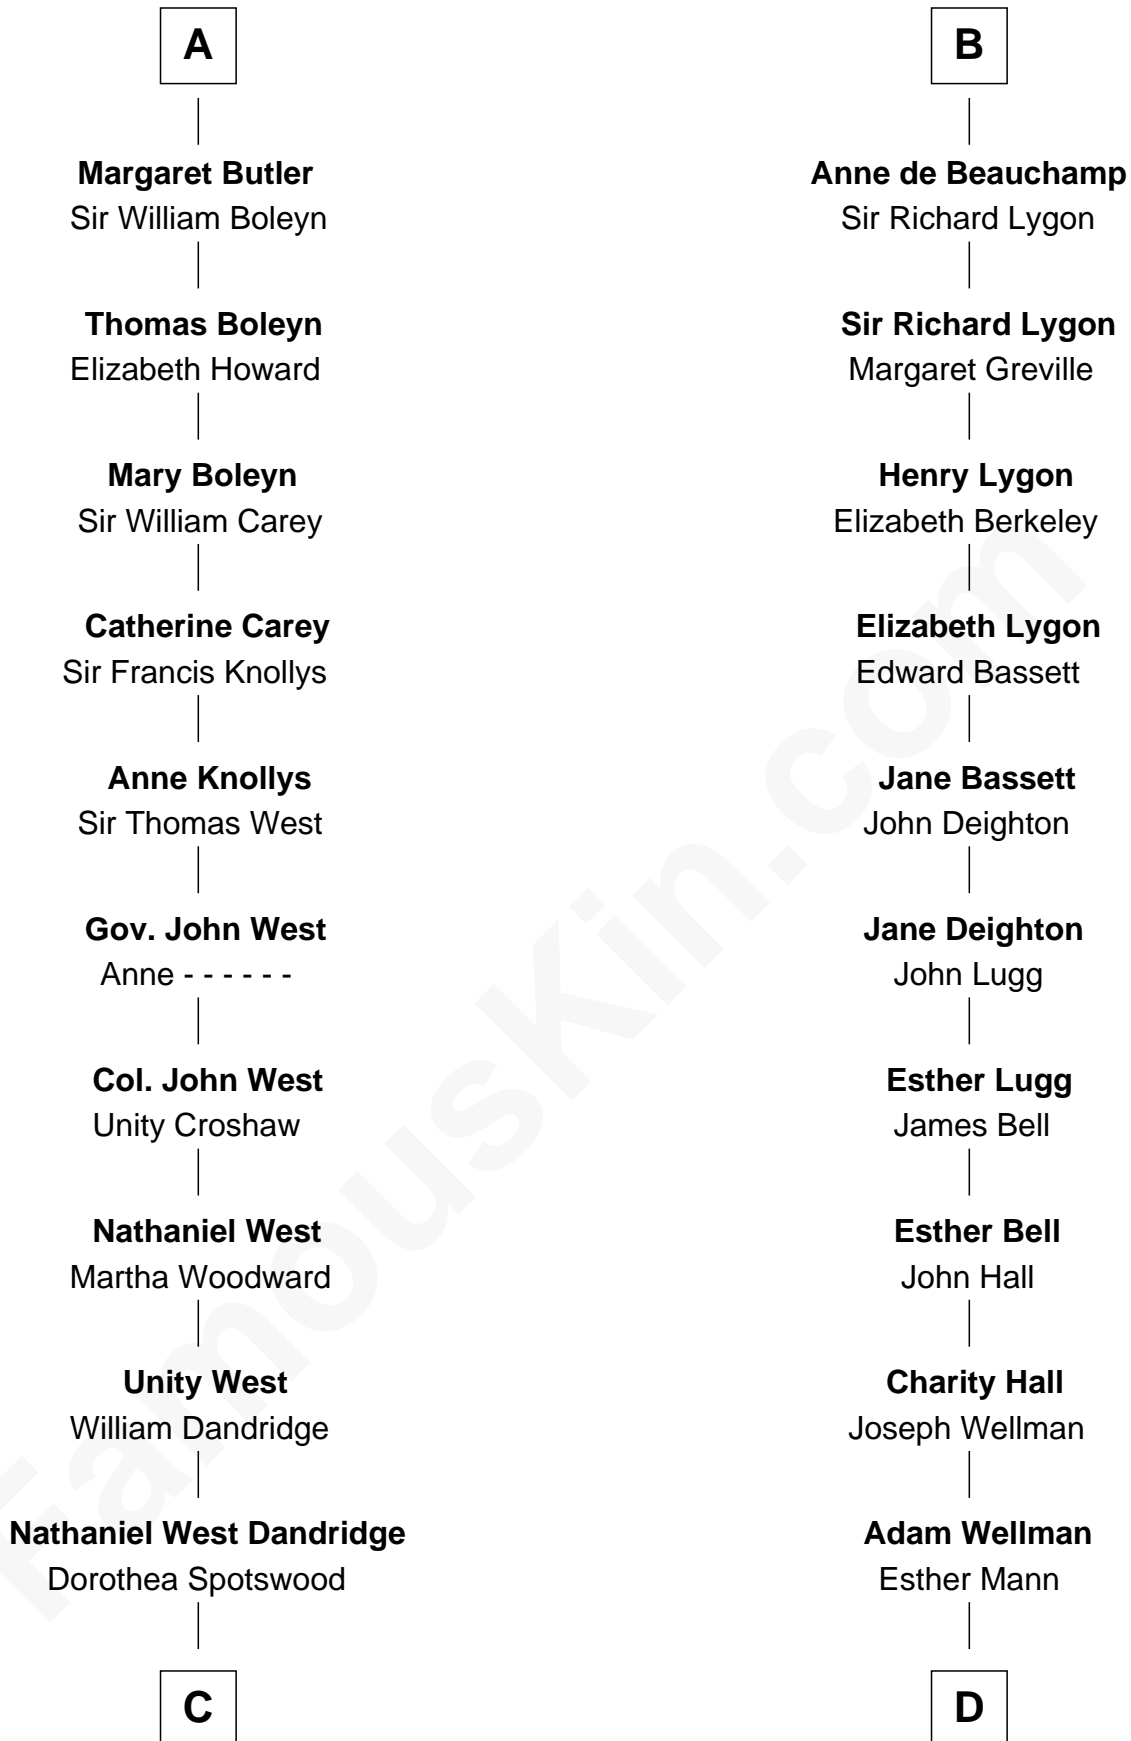 A
Margaret Butler
Sir William Boleyn
Thomas Boleyn
Elizabeth Howard
Mary Boleyn
Sir William Carey
Catherine Carey
Sir Francis Knollys
Anne Knollys
Sir Thomas West
Gov. John West
Anne - - - - - -
Col. John West
Unity Croshaw
Nathaniel West
Martha Woodward
Unity West
William Dandridge
Nathaniel West Dandridge
Dorothea Spotswood
C
B
Anne de Beauchamp
Sir Richard Lygon
Sir Richard Lygon
Margaret Greville
Henry Lygon
Elizabeth Berkeley
Elizabeth Lygon
Edward Bassett
Jane Bassett
John Deighton
Jane Deighton
John Lugg
Esther Lugg
James Bell
Esther Bell
John Hall
Charity Hall
Joseph Wellman
Adam Wellman
Esther Mann
D
FamousKin.com